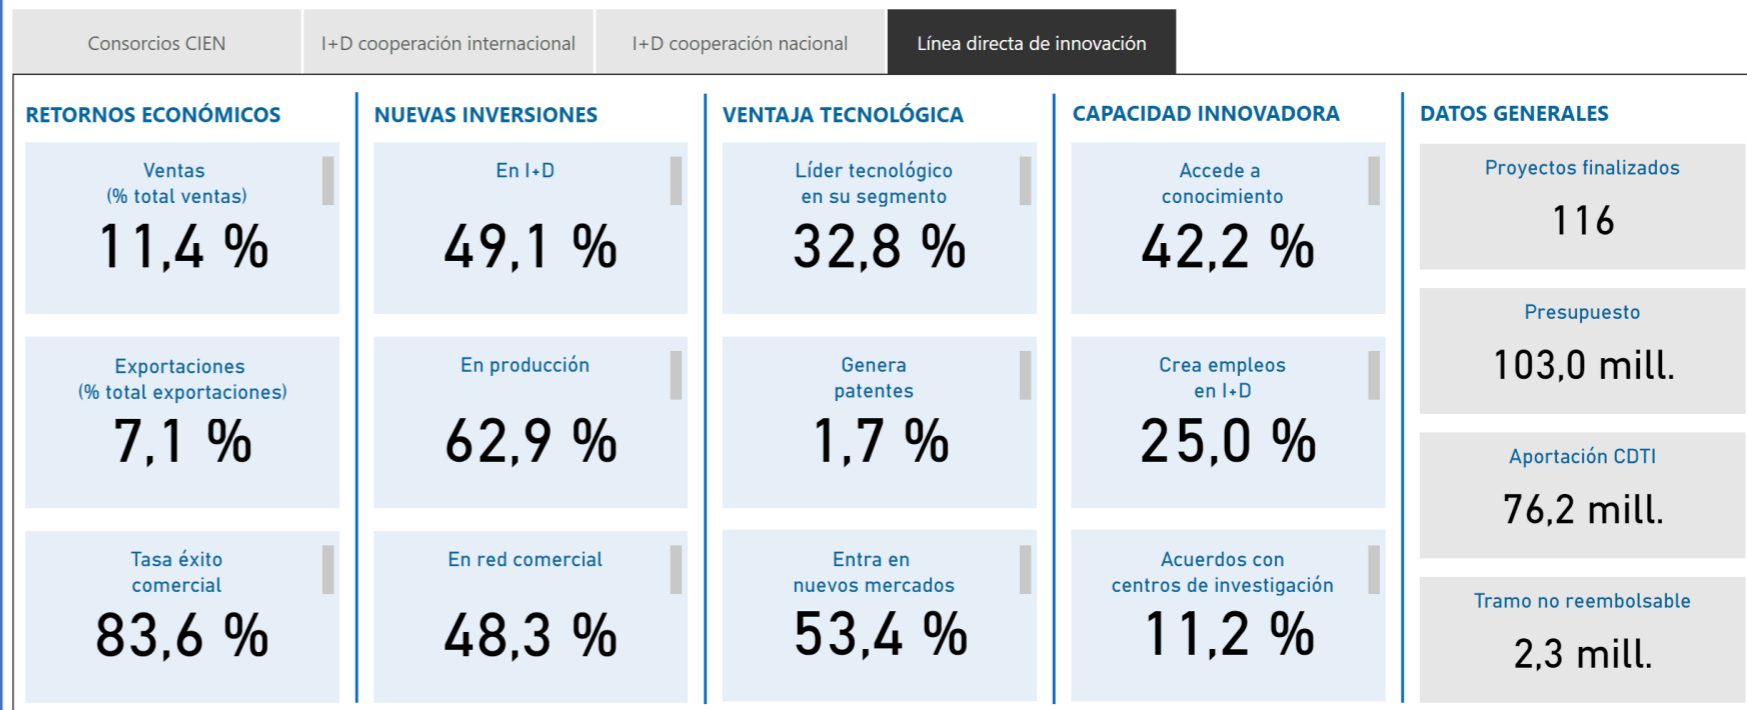 Consorcios CIEN
I+D cooperación internacional
I+D cooperación nacional
Línea directa de innovación
RETORNOS ECONÓMICOS
Ventas
(% total ventas)
11,4 %
Exportaciones
(% total exportaciones)
7,1 %
Tasa éxito
comercial
83,6 %
NUEVAS INVERSIONES
En I+D
49,1 %
En producción
62,9 %
En red comercial
48,3 %
VENTAJA TECNOLÓGICA
Líder tecnológico
en su segmento
32,8 %
Genera
patentes
1,7 %
Entra en
nuevos mercados
53,4 %
CAPACIDAD INNOVADORA
Accede a
conocimiento
42,2 %
Crea empleos
en I+D
25,0 %
Acuerdos con
centros de investigación
11,2 %
DATOS GENERALES
Proyectos finalizados
116
Presupuesto
103,0 mill.
Aportación CDTI
76,2 mill.
Tramo no reembolsable
2,3 mill.